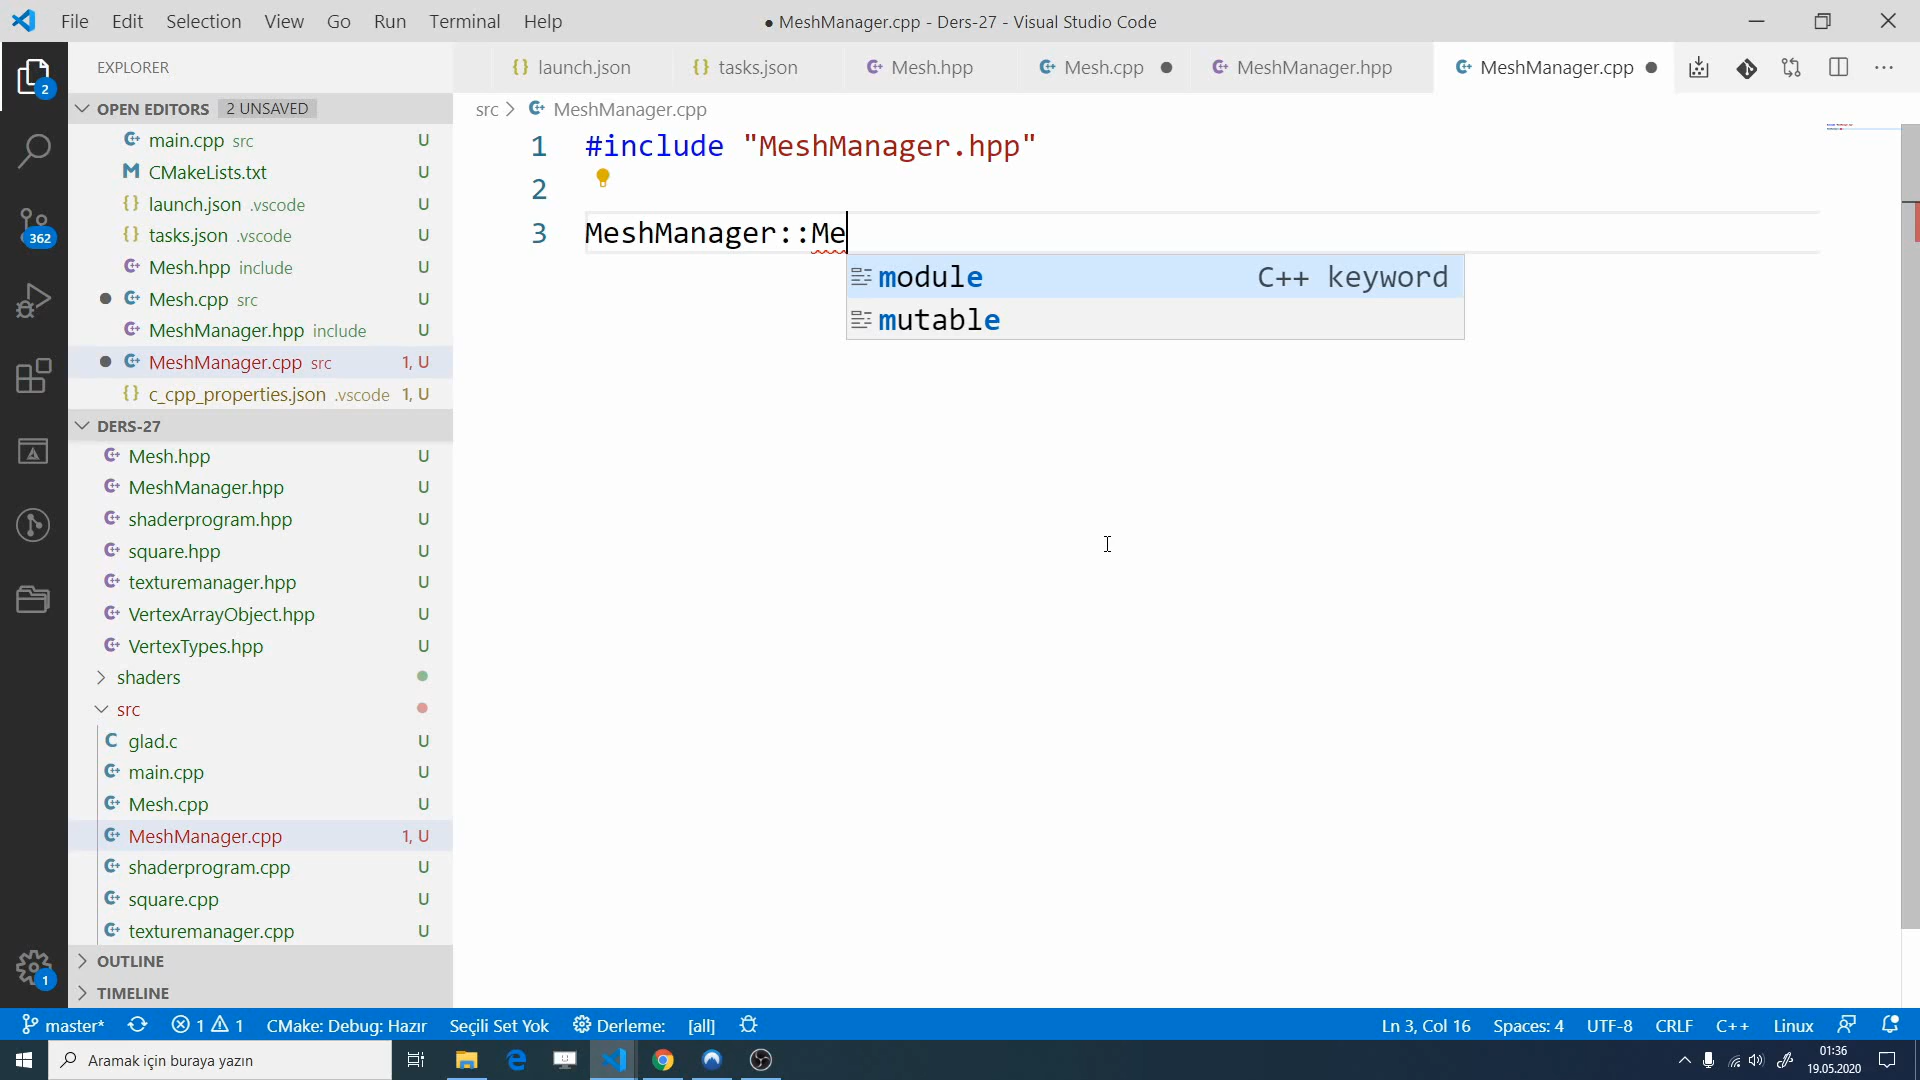 File Edit Selection View Go Run Terminal Help
● MeshManager.cpp - Ders-27 - Visual Studio Code
EXPLORER
launch.json
tasks.json
Mesh.hpp
Mesh.cpp
MeshManager.hpp
MeshManager.cpp
OPEN EDITORS 2 UNSAVED
src > MeshManager.cpp
main.cpp src U
CMakeLists.txt U
launch.json .vscode U
tasks.json .vscode U
Mesh.hpp include U
Mesh.cpp src U
MeshManager.hpp include U
MeshManager.cpp src 1, U
c_cpp_properties.json .vscode 1, U
DERS-27
Mesh.hpp U
MeshManager.hpp U
shaderprogram.hpp U
square.hpp U
texturemanager.hpp U
VertexArrayObject.hpp U
VertexTypes.hpp U
shaders
src
glad.c U
main.cpp U
Mesh.cpp U
MeshManager.cpp 1, U
shaderprogram.cpp U
square.cpp U
texturemanager.cpp U
OUTLINE
TIMELINE
2
362
1
1 #include "MeshManager.hpp"
2
3 MeshManager::Me
module C++ keyword
mutable
master* 1 1 CMake: Debug: Hazır Seçili Set Yok Derleme: [all] Ln 3, Col 16 Spaces: 4 UTF-8 CRLF C++ Linux
Aramak için buraya yazın
01:36
19.05.2020